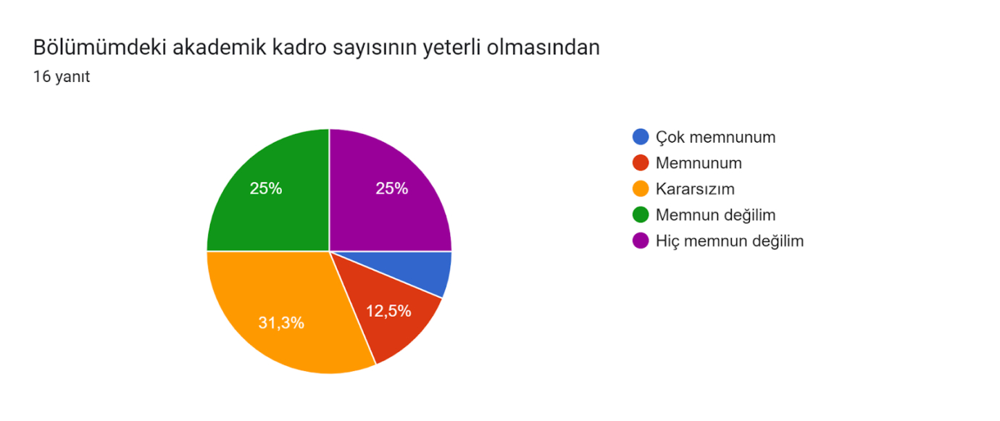 Bölümümdeki akademik kadro sayısının yeterli olmasından
16 yanıt
25%
25%
12,5%
31,3%
Çok memnunum
Memnunum
Kararsızım
Memnun değilim
Hiç memnun değilim